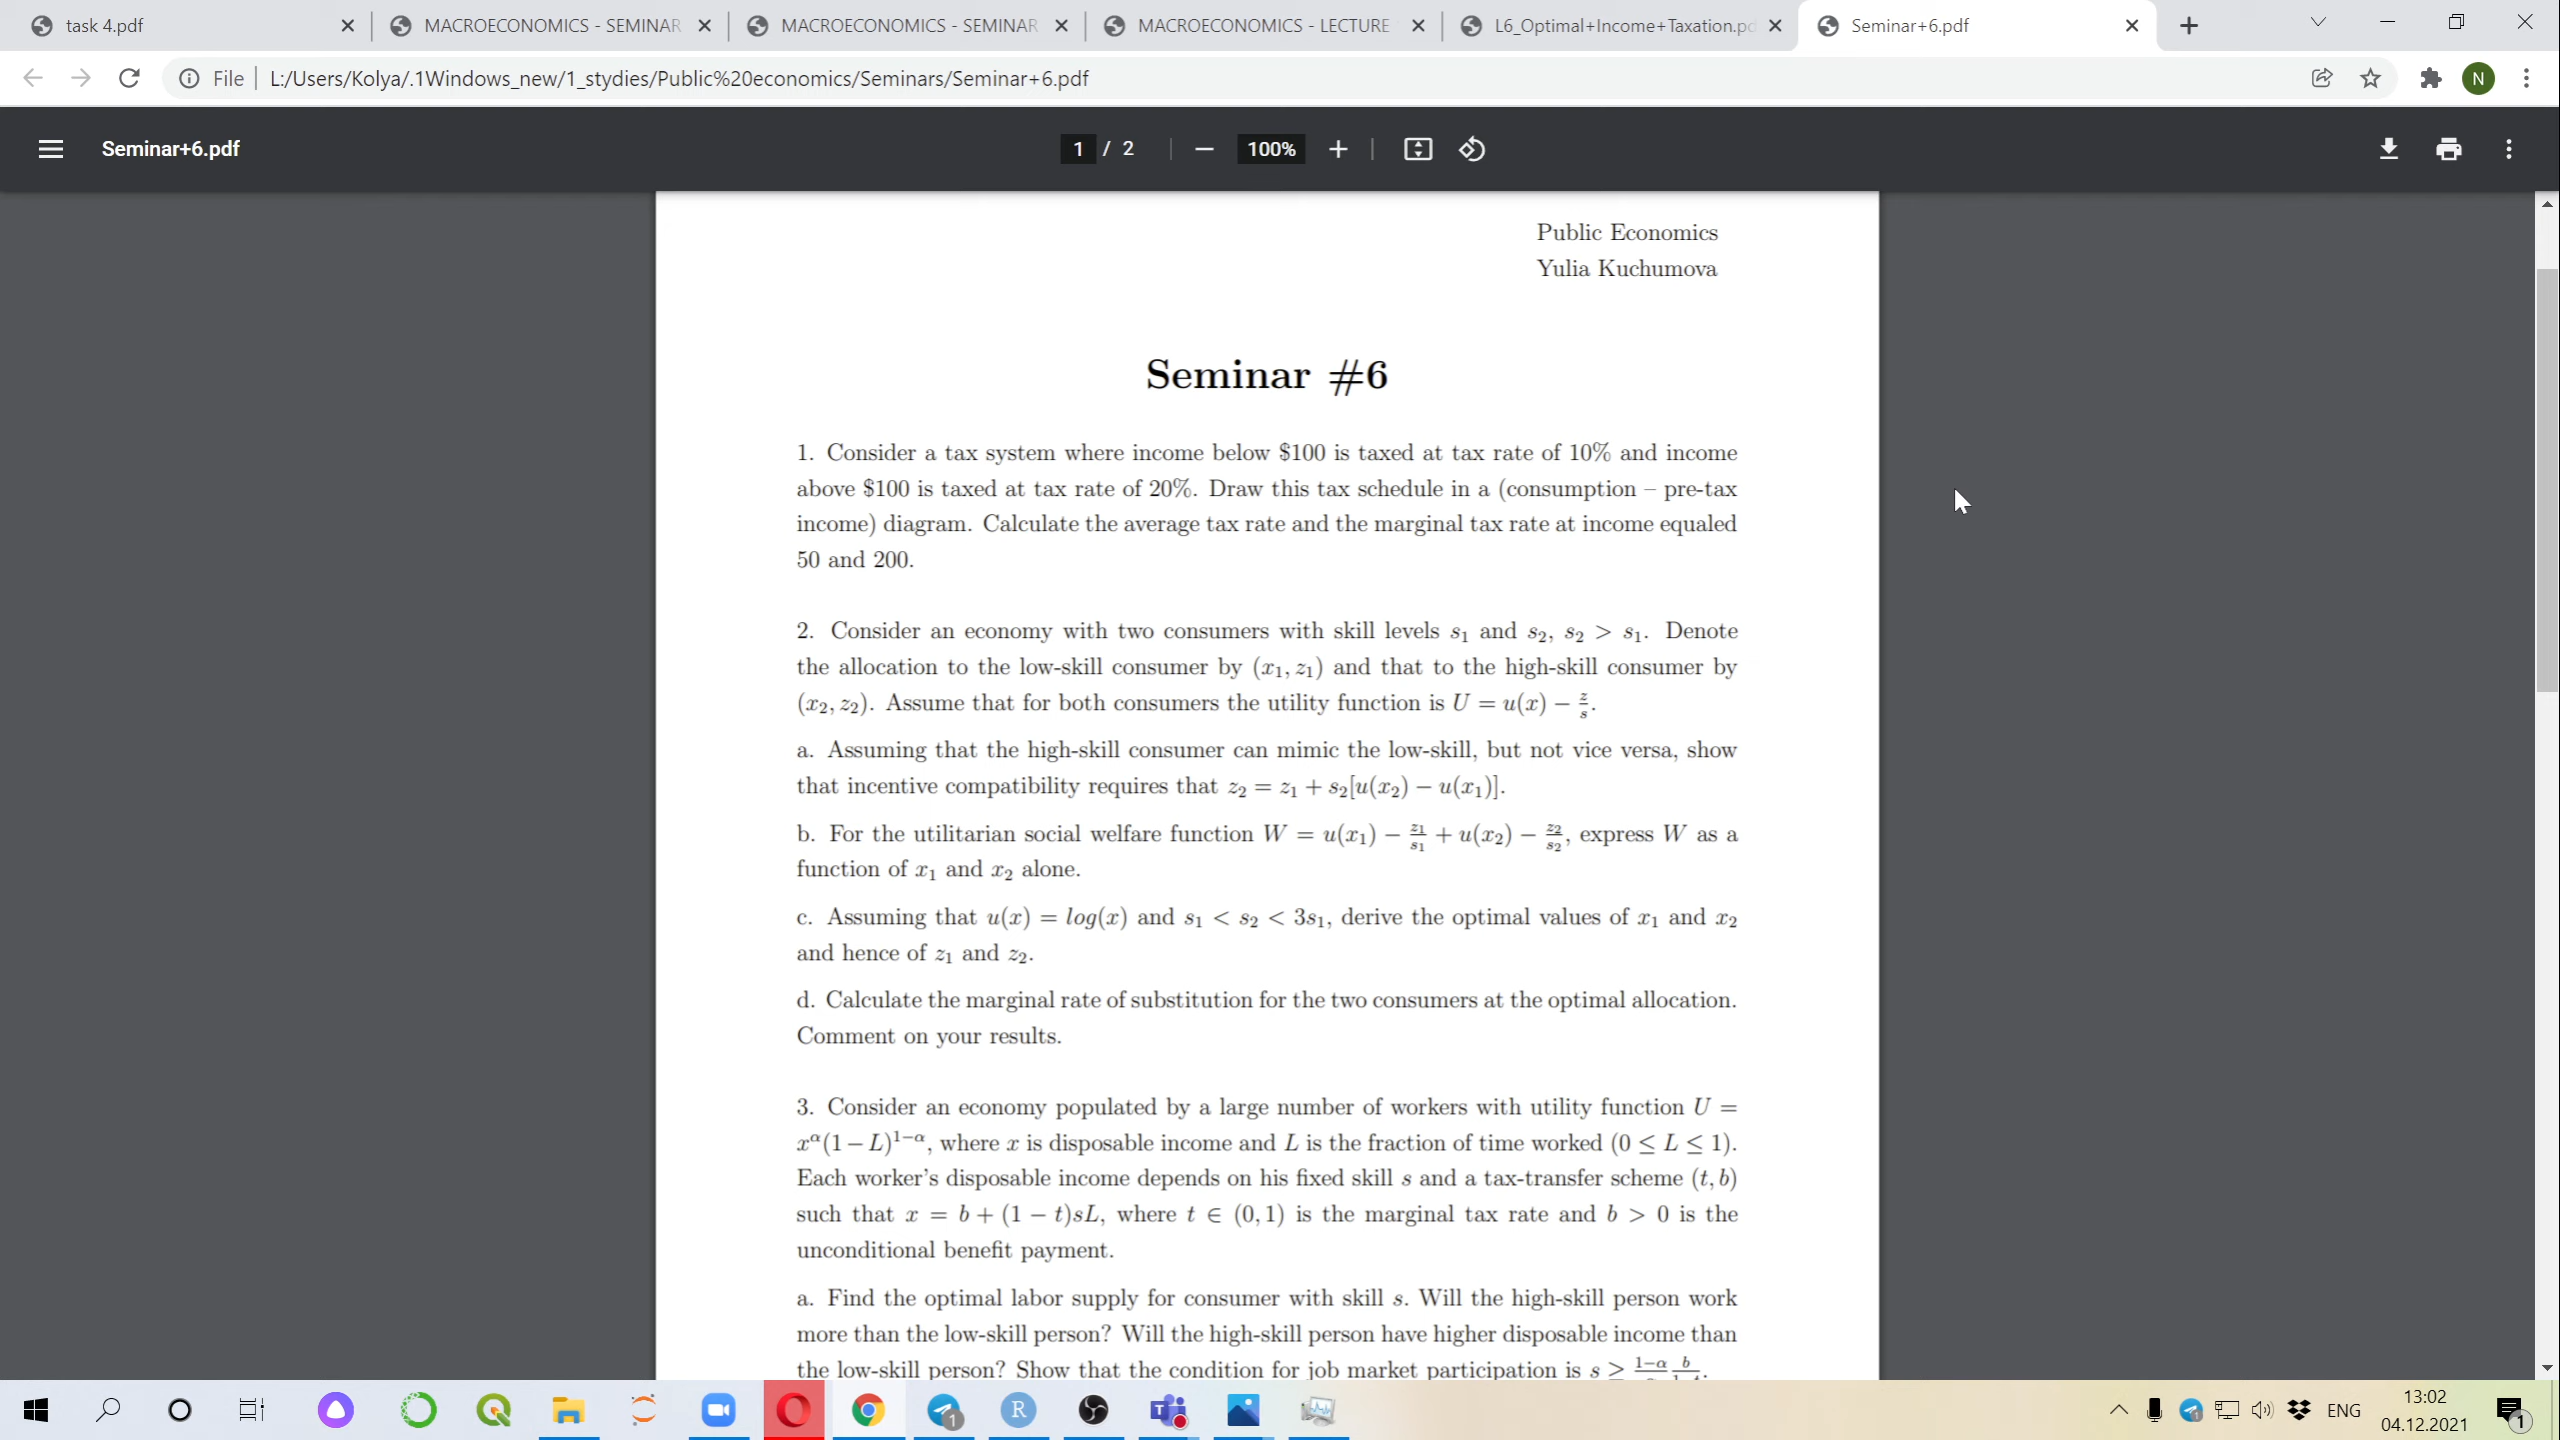 task 4.pdf
MACROECONOMICS - SEMINAR
MACROECONOMICS - SEMINAR
MACROECONOMICS - LECTURE
L6_Optimal+Income+Taxation.pd
Seminar+6.pdf
File | L:/Users/Kolya/.1Windows_new/1_stydies/Public%20economics/Seminars/Seminar+6.pdf
N
Seminar+6.pdf
1 / 2
100%
Public Economics
Yulia Kuchumova
Seminar #6
1. Consider a tax system where income below $100 is taxed at tax rate of 10% and income
above $100 is taxed at tax rate of 20%. Draw this tax schedule in a (consumption – pre-tax
income) diagram. Calculate the average tax rate and the marginal tax rate at income equaled
50 and 200.
2. Consider an economy with two consumers with skill levels s₁ and s₂, s₂ > s₁. Denote
the allocation to the low-skill consumer by (x₁, z₁) and that to the high-skill consumer by
(x₂, z₂). Assume that for both consumers the utility function is U = u(x) − z/s.
a. Assuming that the high-skill consumer can mimic the low-skill, but not vice versa, show
that incentive compatibility requires that z₂ = z₁ + s₂[u(x₂) − u(x₁)].
b. For the utilitarian social welfare function W = u(x₁) − z₁/s₁ + u(x₂) − z₂/s₂, express W as a
function of x₁ and x₂ alone.
c. Assuming that u(x) = log(x) and s₁ < s₂ < 3s₁, derive the optimal values of x₁ and x₂
and hence of z₁ and z₂.
d. Calculate the marginal rate of substitution for the two consumers at the optimal allocation.
Comment on your results.
3. Consider an economy populated by a large number of workers with utility function U =
x^α(1 − L)^(1−α), where x is disposable income and L is the fraction of time worked (0 ≤ L ≤ 1).
Each worker's disposable income depends on his fixed skill s and a tax-transfer scheme (t, b)
such that x = b + (1 − t)sL, where t ∈ (0, 1) is the marginal tax rate and b > 0 is the
unconditional benefit payment.
a. Find the optimal labor supply for consumer with skill s. Will the high-skill person work
more than the low-skill person? Will the high-skill person have higher disposable income than
the low-skill person? Show that the condition for job market participation is s ≥ 1−α b
1
R
T
ENG
13:02
04.12.2021
1